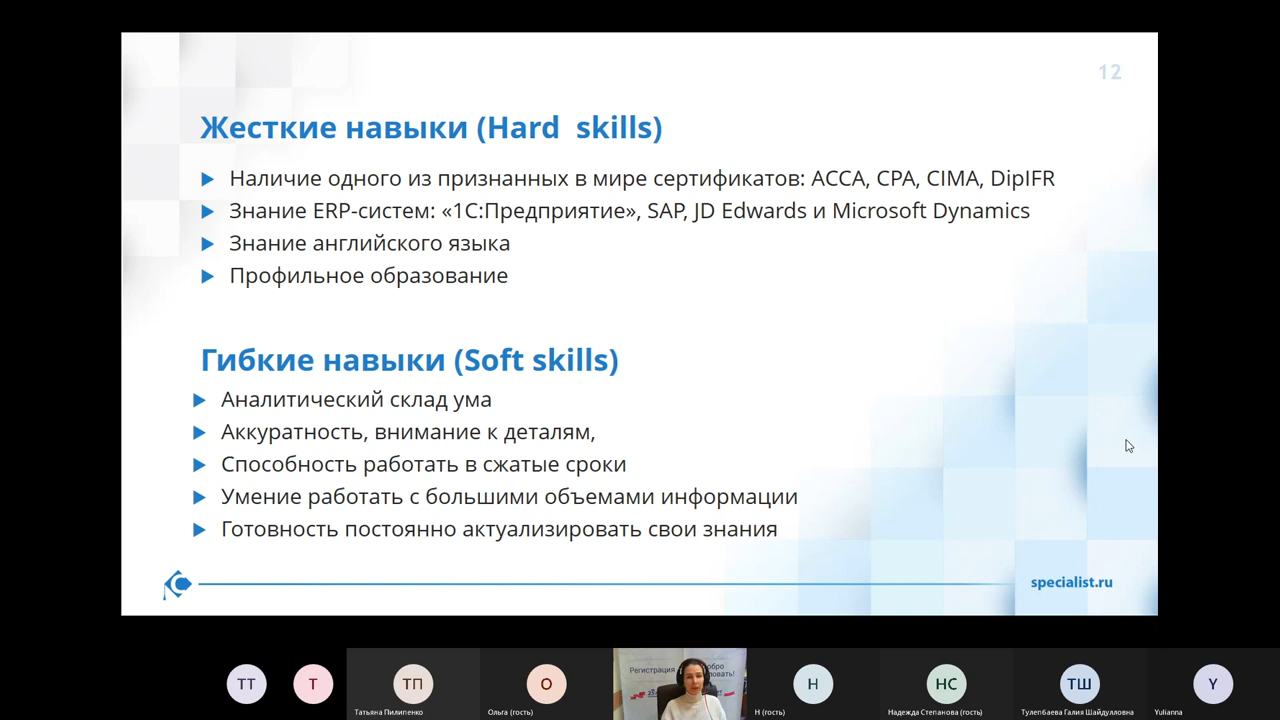 12
Жесткие навыки (Hard skills)
Наличие одного из признанных в мире сертификатов: ACCA, CPA, CIMA, DipIFR
Знание ERP-систем: «1С:Предприятие», SAP, JD Edwards и Microsoft Dynamics
Знание английского языка
Профильное образование
Гибкие навыки (Soft skills)
Аналитический склад ума
Аккуратность, внимание к деталям,
Способность работать в сжатые сроки
Умение работать с большими объемами информации
Готовность постоянно актуализировать свои знания
specialist.ru
ТТ
Т
ТП
О
Н
НС
ТШ
Y
Регистрация
Татьяна Пилипенко
Ольга (гость)
Н (гость)
Надежда Степанова (гость)
Тулепбаева Галия Шайдулловна
Yulianna